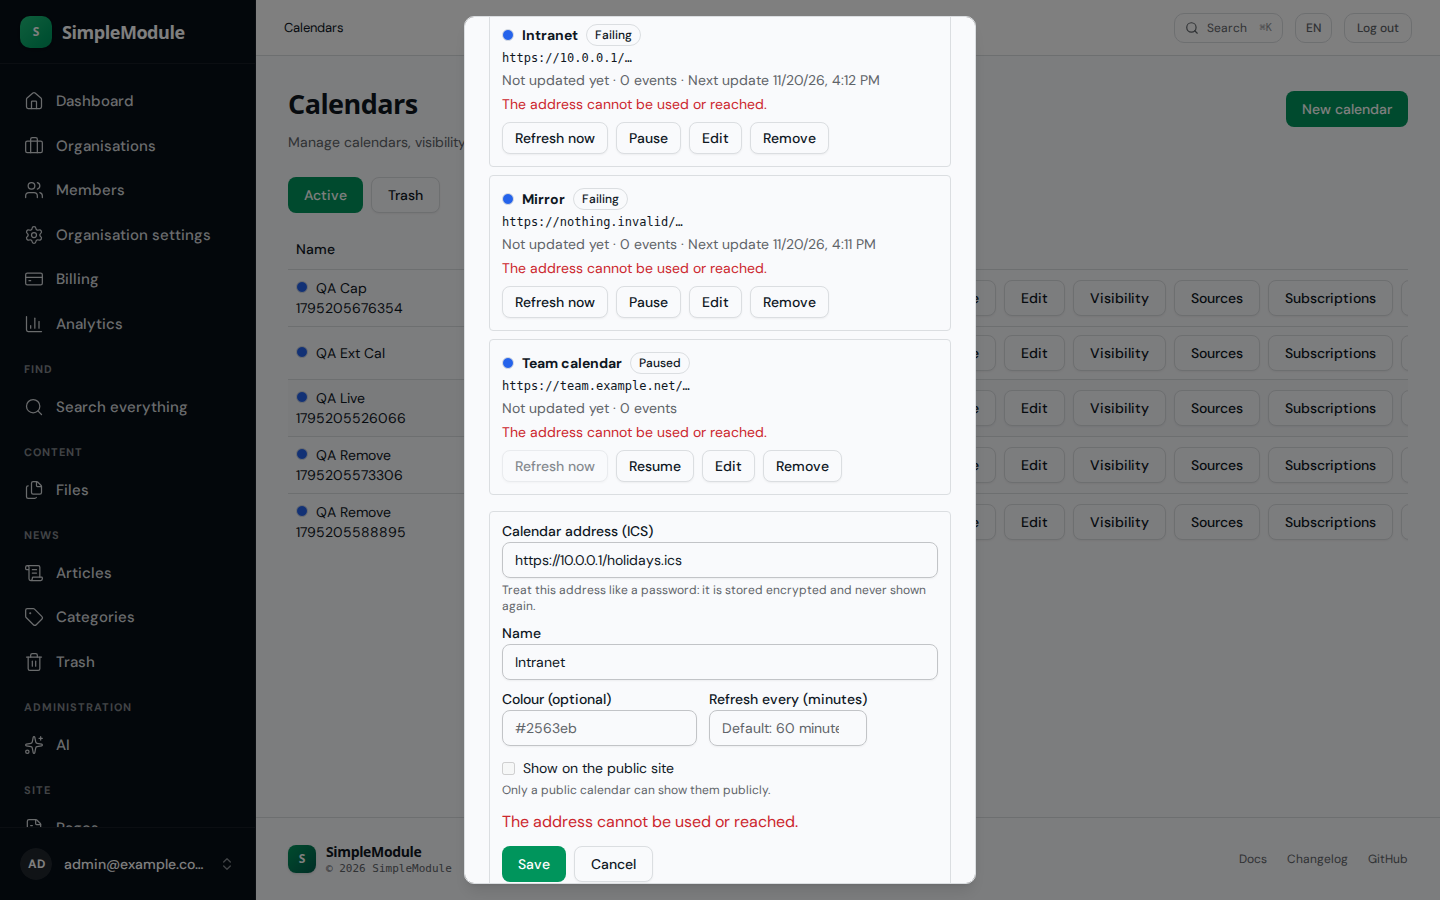 S SimpleModule
Dashboard
Organisations
Members
Organisation settings
Billing
Analytics
FIND
Search everything
CONTENT
Files
NEWS
Articles
Categories
Trash
ADMINISTRATION
AI
SITE
Pages
AD admin@example.co...
Calendars
Search ⌘K
EN
Log out
Calendars
Manage calendars, visibility
New calendar
Active
Trash
Name
QA Cap
1795205676354
Edit Visibility Sources Subscriptions
QA Ext Cal
Edit Visibility Sources Subscriptions
QA Live
1795205526066
Edit Visibility Sources Subscriptions
QA Remove
1795205573306
Edit Visibility Sources Subscriptions
QA Remove
1795205588895
Edit Visibility Sources Subscriptions
Intranet Failing
https://10.0.0.1/…
Not updated yet · 0 events · Next update 11/20/26, 4:12 PM
The address cannot be used or reached.
Refresh now Pause Edit Remove
Mirror Failing
https://nothing.invalid/…
Not updated yet · 0 events · Next update 11/20/26, 4:11 PM
The address cannot be used or reached.
Refresh now Pause Edit Remove
Team calendar Paused
https://team.example.net/…
Not updated yet · 0 events
The address cannot be used or reached.
Refresh now Resume Edit Remove
Calendar address (ICS)
https://10.0.0.1/holidays.ics
Treat this address like a password: it is stored encrypted and never shown
again.
Name
Intranet
Colour (optional) Refresh every (minutes)
#2563eb Default: 60 minute
Show on the public site
Only a public calendar can show them publicly.
The address cannot be used or reached.
Save Cancel
S SimpleModule
© 2026 SimpleModule
Docs Changelog GitHub